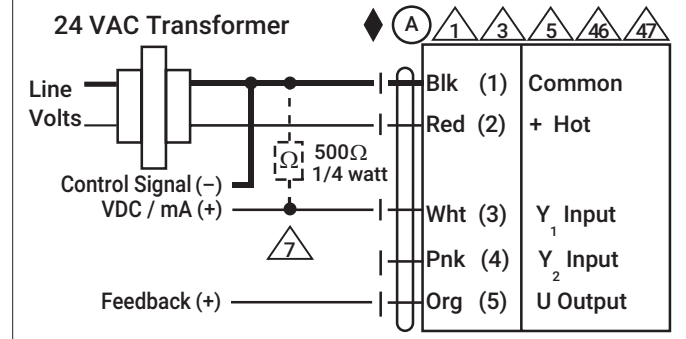 24 VAC Transformer
A 1 3 5 46 47
Line
Volts
Blk (1) Common
Red (2) + Hot
Ω 500Ω
1/4 watt
Control Signal (–)
VDC / mA (+)
Wht (3) Y1 Input
7
Pnk (4) Y2 Input
Feedback (+)
Org (5) U Output